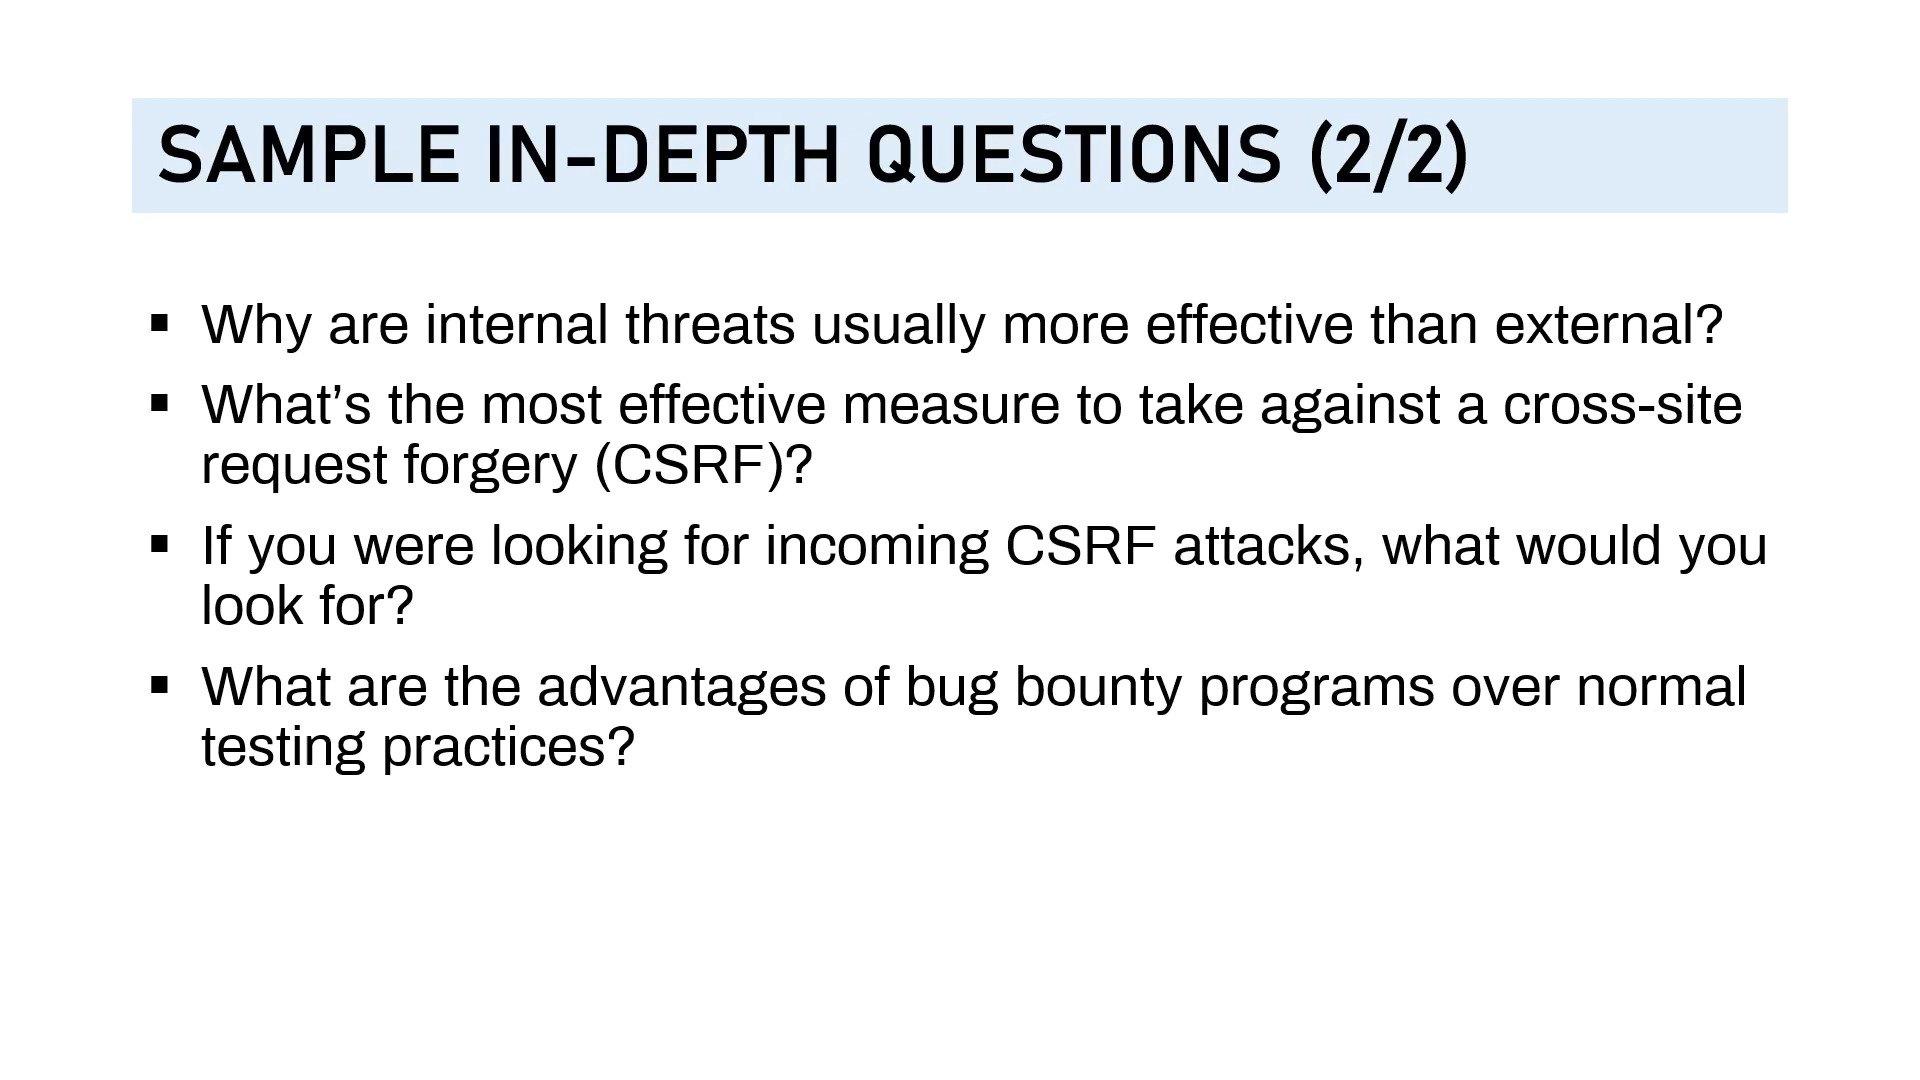 SAMPLE IN-DEPTH QUESTIONS (2/2)
▪ Why are internal threats usually more effective than external?
▪ What’s the most effective measure to take against a cross-site
request forgery (CSRF)?
▪ If you were looking for incoming CSRF attacks, what would you
look for?
▪ What are the advantages of bug bounty programs over normal
testing practices?